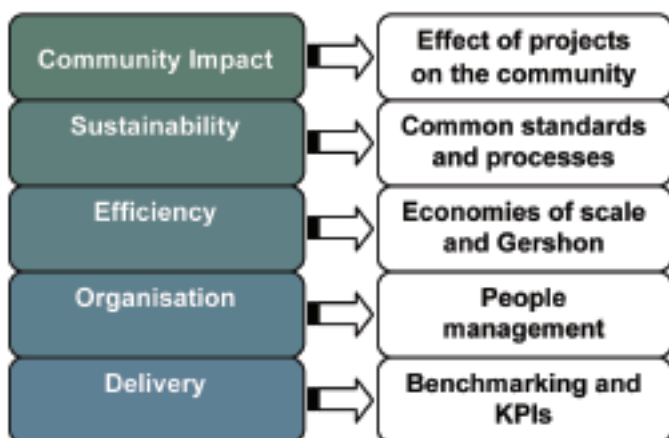 Community Impact
Effect of projects
on the community
Sustainability
Common standards
and processes
Efficiency
Economies of scale
and Gershon
Organisation
People
management
Delivery
Benchmarking and
KPIs